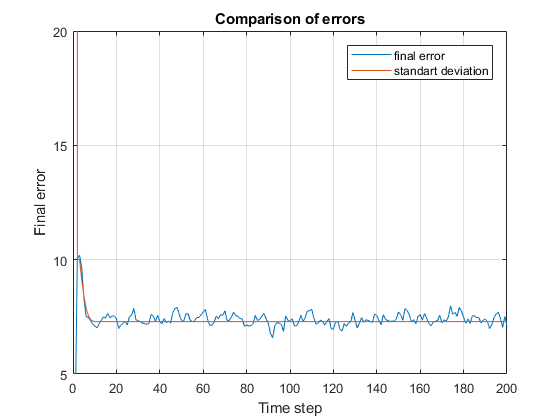 Comparison of errors
final error
standart deviation
20
15
10
5
Final error
0 20 40 60 80 100 120 140 160 180 200
Time step